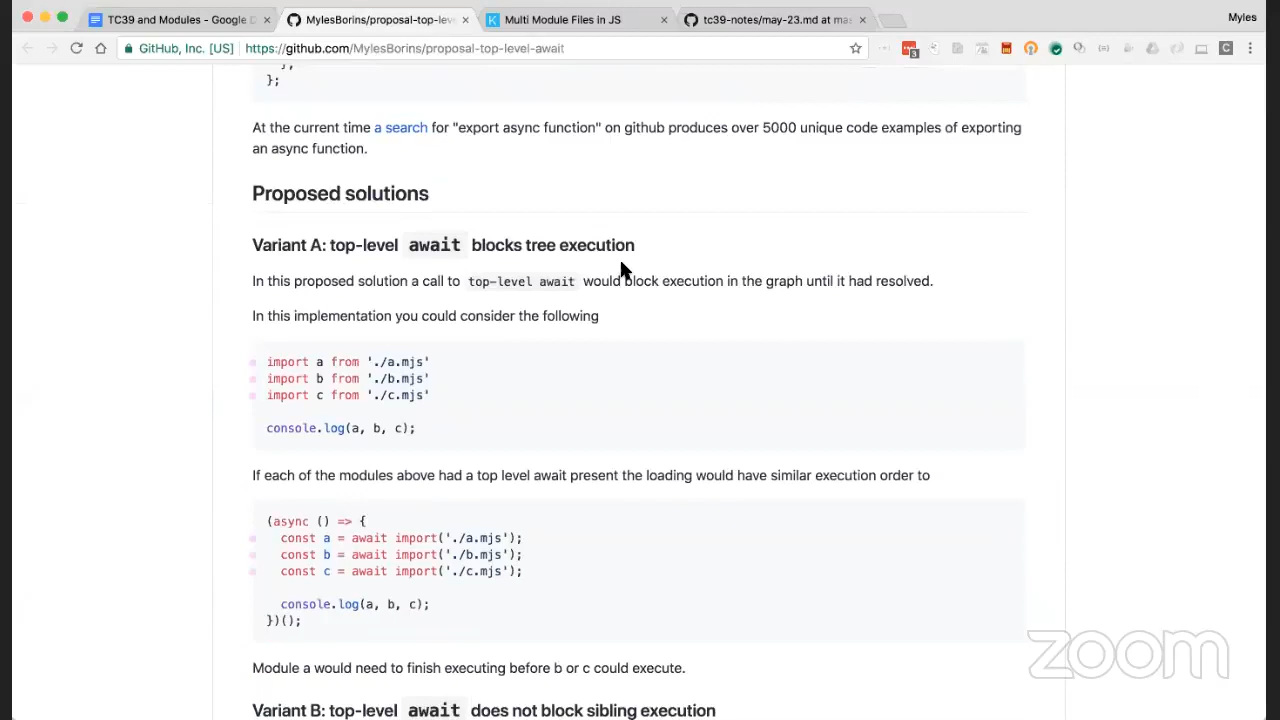 TC39 and Modules - Google D
MylesBorins/proposal-top-leve
Multi Module Files in JS
tc39-notes/may-23.md at mas
Myles
GitHub, Inc. [US]
https://github.com/MylesBorins/proposal-top-level-await
3
C
};
};
At the current time a search for "export async function" on github produces over 5000 unique code examples of exporting
an async function.
Proposed solutions
Variant A: top-level await blocks tree execution
In this proposed solution a call to top-level await would block execution in the graph until it had resolved.
In this implementation you could consider the following
import a from './a.mjs'
import b from './b.mjs'
import c from './c.mjs'
console.log(a, b, c);
If each of the modules above had a top level await present the loading would have similar execution order to
(async () => {
const a = await import('./a.mjs');
const b = await import('./b.mjs');
const c = await import('./c.mjs');
console.log(a, b, c);
})();
Module a would need to finish executing before b or c could execute.
Variant B: top-level await does not block sibling execution
zoom